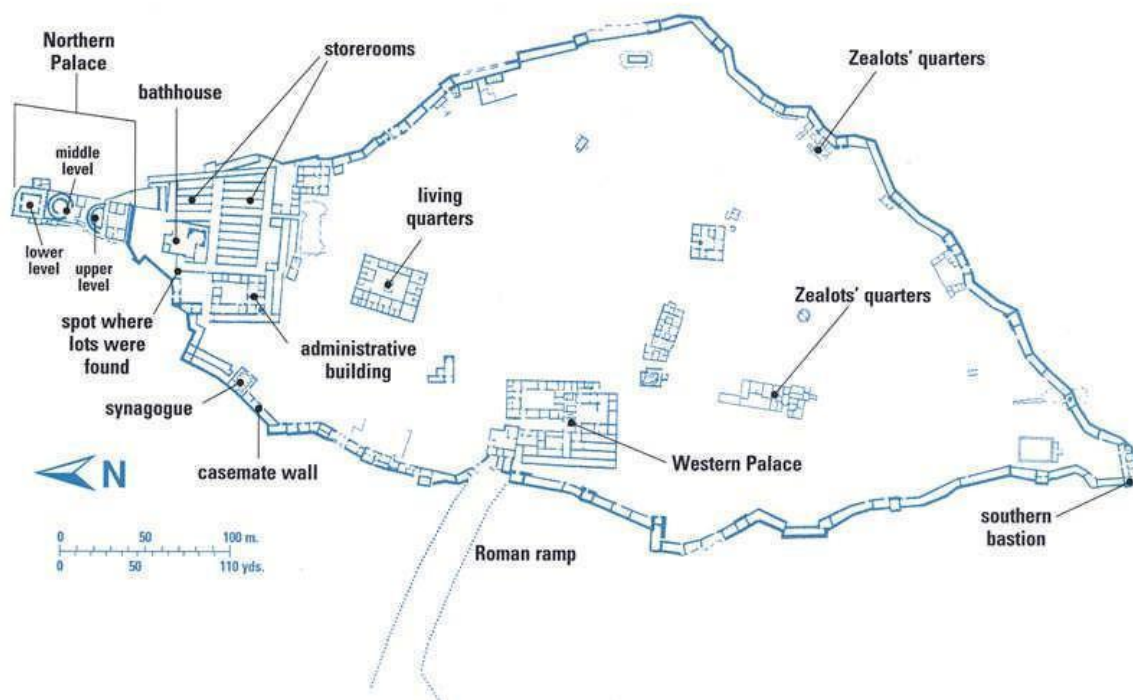 Northern
Palace
storerooms
bathhouse
Zealots' quarters
middle
level
living
quarters
lower
level
upper
level
spot where
lots were
found
administrative
building
Zealots' quarters
synagogue
casemate wall
Western Palace
N
southern
bastion
Roman ramp
0 50 100 m.
0 50 110 yds.